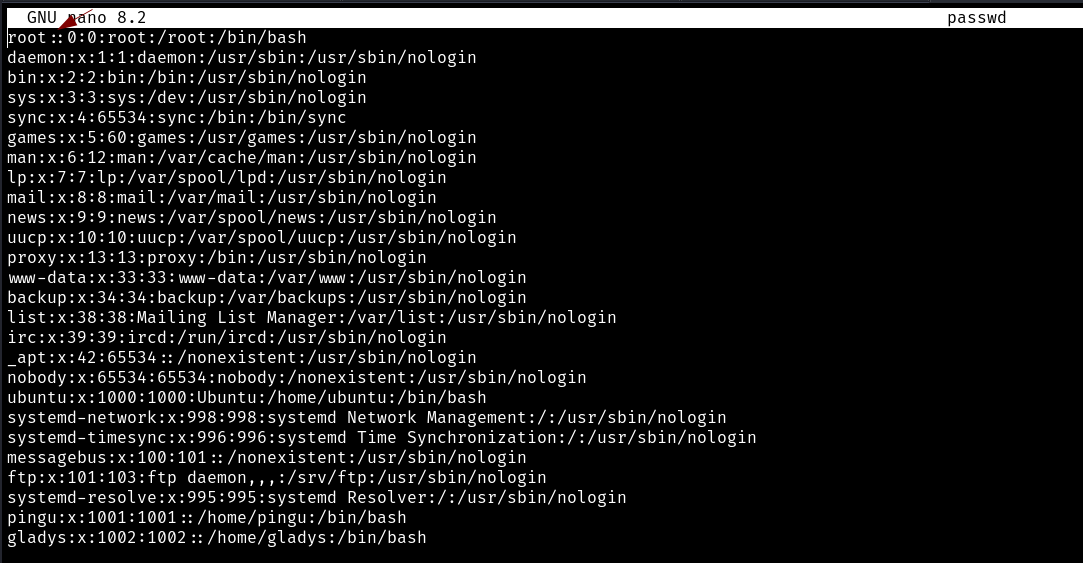 GNU nano 8.2 passwd
root::0:0:root:/root:/bin/bash
daemon:x:1:1:daemon:/usr/sbin:/usr/sbin/nologin
bin:x:2:2:bin:/bin:/usr/sbin/nologin
sys:x:3:3:sys:/dev:/usr/sbin/nologin
sync:x:4:65534:sync:/bin:/bin/sync
games:x:5:60:games:/usr/games:/usr/sbin/nologin
man:x:6:12:man:/var/cache/man:/usr/sbin/nologin
lp:x:7:7:lp:/var/spool/lpd:/usr/sbin/nologin
mail:x:8:8:mail:/var/mail:/usr/sbin/nologin
news:x:9:9:news:/var/spool/news:/usr/sbin/nologin
uucp:x:10:10:uucp:/var/spool/uucp:/usr/sbin/nologin
proxy:x:13:13:proxy:/bin:/usr/sbin/nologin
www-data:x:33:33:www-data:/var/www:/usr/sbin/nologin
backup:x:34:34:backup:/var/backups:/usr/sbin/nologin
list:x:38:38:Mailing List Manager:/var/list:/usr/sbin/nologin
irc:x:39:39:ircd:/run/ircd:/usr/sbin/nologin
_apt:x:42:65534::/nonexistent:/usr/sbin/nologin
nobody:x:65534:65534:nobody:/nonexistent:/usr/sbin/nologin
ubuntu:x:1000:1000:Ubuntu:/home/ubuntu:/bin/bash
systemd-network:x:998:998:systemd Network Management:/:/usr/sbin/nologin
systemd-timesync:x:996:996:systemd Time Synchronization:/:/usr/sbin/nologin
messagebus:x:100:101::/nonexistent:/usr/sbin/nologin
ftp:x:101:103:ftp daemon,,,:/srv/ftp:/usr/sbin/nologin
systemd-resolve:x:995:995:systemd Resolver:/:/usr/sbin/nologin
pingu:x:1001:1001::/home/pingu:/bin/bash
gladys:x:1002:1002::/home/gladys:/bin/bash